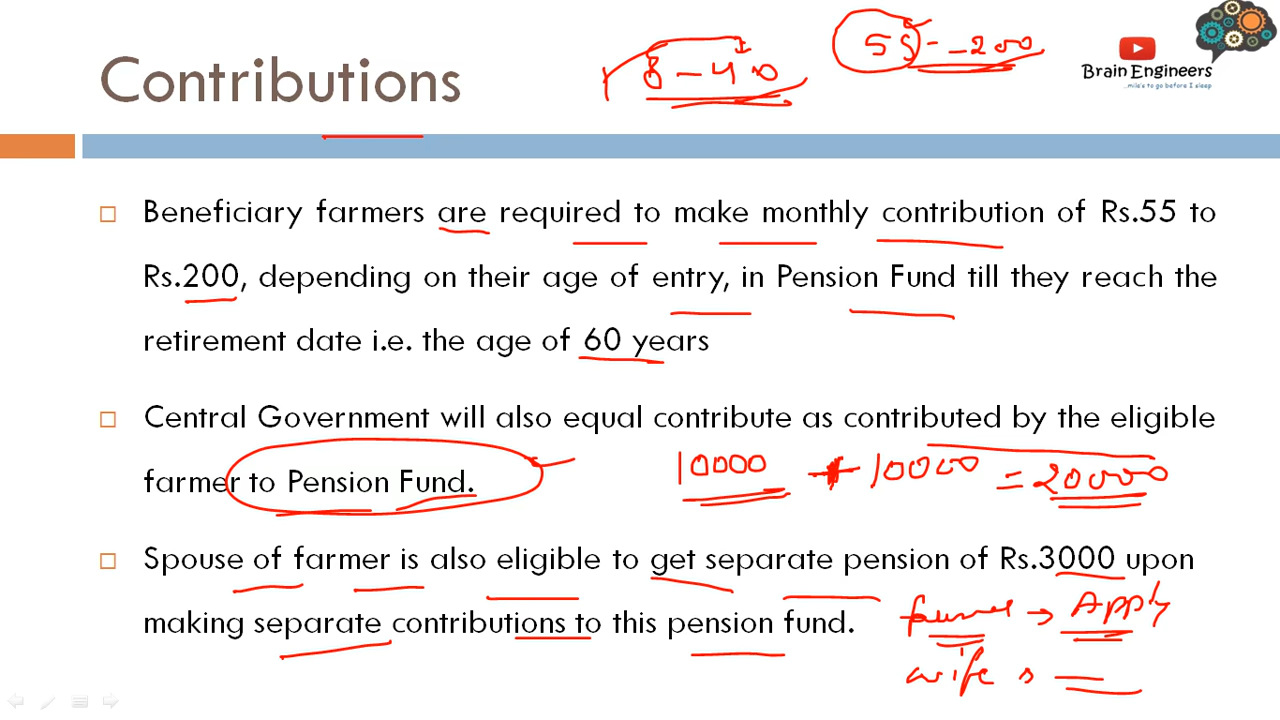 55 - 200
8 - 40
Contributions
Brain Engineers
...mile's to go before I sleep
Beneficiary farmers are required to make monthly contribution of Rs.55 to
Rs.200, depending on their age of entry, in Pension Fund till they reach the
retirement date i.e. the age of 60 years
Central Government will also equal contribute as contributed by the eligible
farmer to Pension Fund.
10000 + 10000 = 20000
Spouse of farmer is also eligible to get separate pension of Rs.3000 upon
making separate contributions to this pension fund.
→ Apply
wife